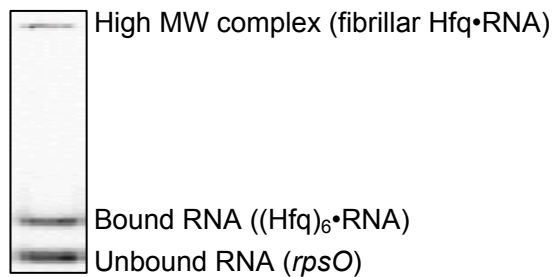 High MW complex (fibrillar Hfq•RNA)
Bound RNA ((Hfq)₆•RNA)
Unbound RNA (rpsO)